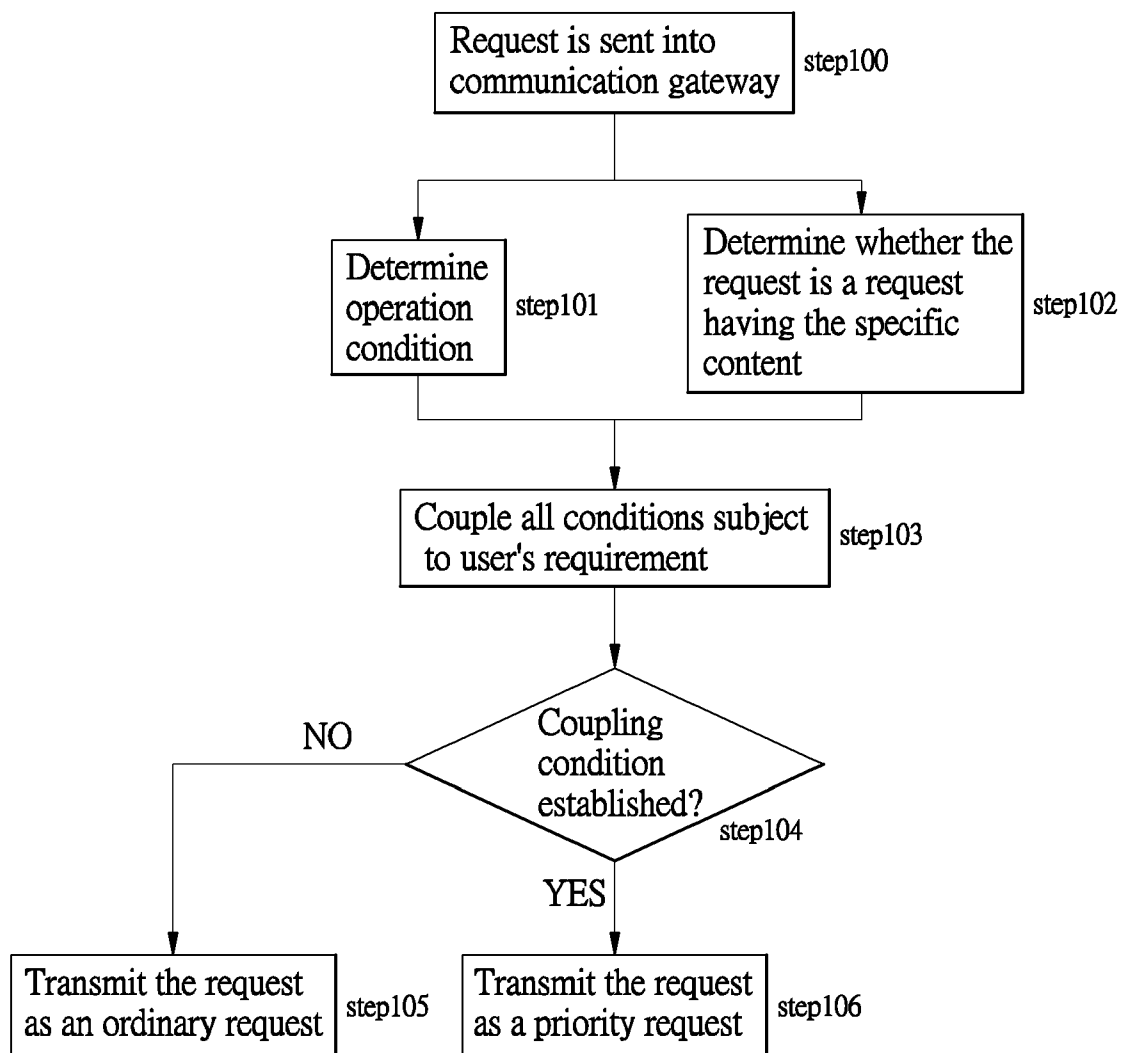 Request is sent into
communication gateway
step100
Determine
operation
condition
step101
Determine whether the
request is a request
having the specific
content
step102
Couple all conditions subject
to user's requirement
step103
Coupling
condition
established?
step104
NO
YES
Transmit the request
as an ordinary request
step105
Transmit the request
as a priority request
step106